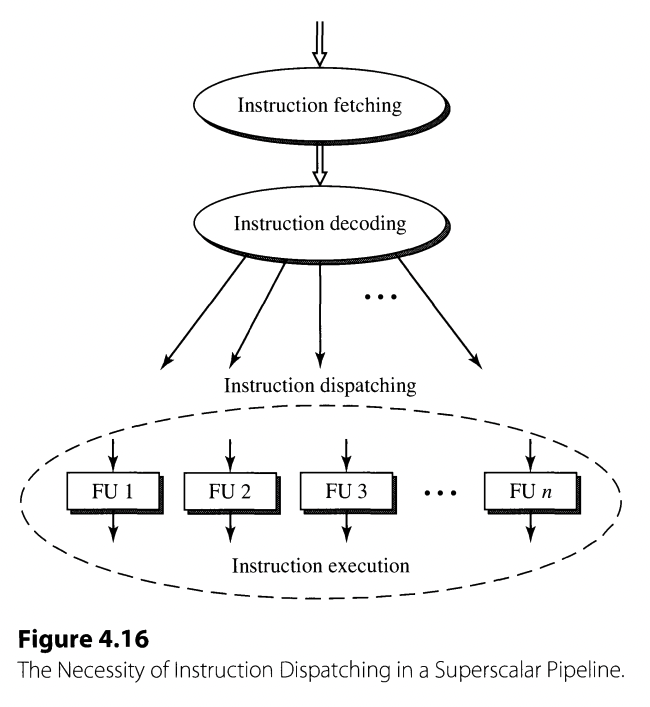 Instruction fetching
Instruction decoding
• • •
Instruction dispatching
FU 1 FU 2 FU 3 • • • FU n
Instruction execution
Figure 4.16
The Necessity of Instruction Dispatching in a Superscalar Pipeline.